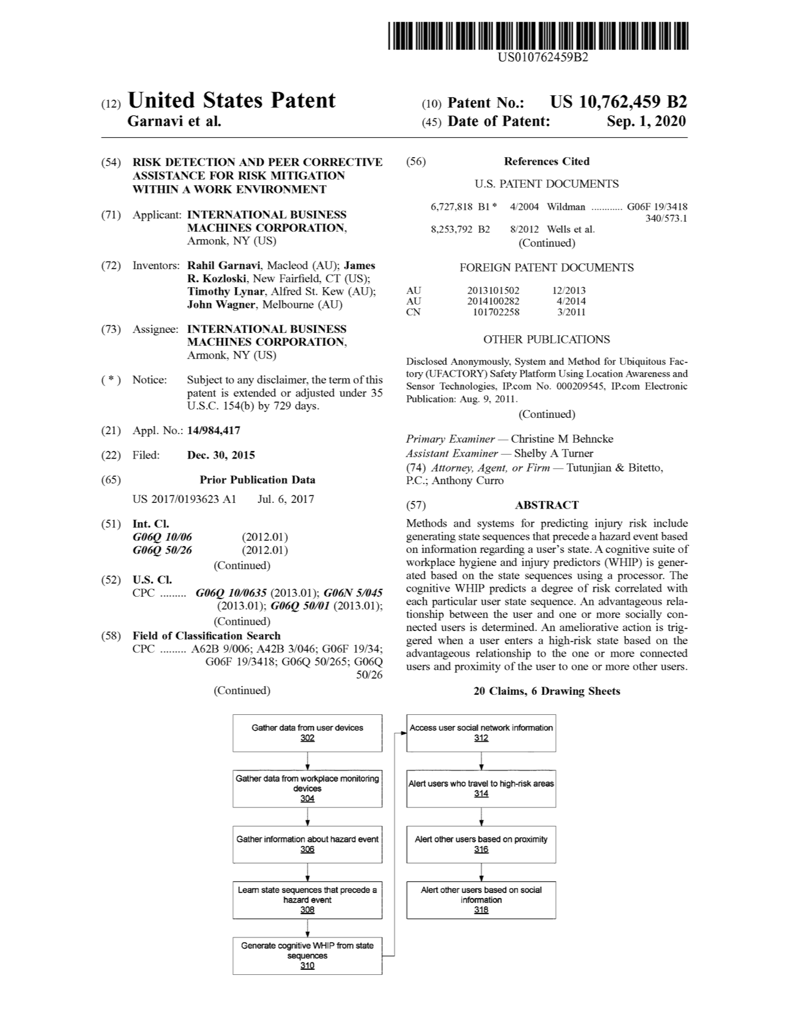 US010762459B2
(12) United States Patent
Garnavi et al.
(10) Patent No.: US 10,762,459 B2
(45) Date of Patent: Sep. 1, 2020
(54) RISK DETECTION AND PEER CORRECTIVE
ASSISTANCE FOR RISK MITIGATION
WITHIN A WORK ENVIRONMENT
(71) Applicant: INTERNATIONAL BUSINESS
MACHINES CORPORATION,
Armonk, NY (US)
(72) Inventors: Rahil Garnavi, Macleod (AU); James
R. Kozloski, New Fairfield, CT (US);
Timothy Lynar, Alfred St. Kew (AU);
John Wagner, Melbourne (AU)
(73) Assignee: INTERNATIONAL BUSINESS
MACHINES CORPORATION,
Armonk, NY (US)
( * ) Notice: Subject to any disclaimer, the term of this
patent is extended or adjusted under 35
U.S.C. 154(b) by 729 days.
(21) Appl. No.: 14/984,417
(22) Filed: Dec. 30, 2015
(65) Prior Publication Data
US 2017/0193623 A1 Jul. 6, 2017
(51) Int. Cl.
G06Q 10/06 (2012.01)
G06Q 50/26 (2012.01)
(Continued)
(52) U.S. Cl.
CPC ......... G06Q 10/0635 (2013.01); G06N 5/045
(2013.01); G06Q 50/01 (2013.01);
(Continued)
(58) Field of Classification Search
CPC ......... A62B 9/006; A42B 3/046; G06F 19/34;
G06F 19/3418; G06Q 50/265; G06Q
50/26
(Continued)
(56) References Cited
U.S. PATENT DOCUMENTS
6,727,818 B1 * 4/2004 Wildman ............ G06F 19/3418
340/573.1
8,253,792 B2 8/2012 Wells et al.
(Continued)
FOREIGN PATENT DOCUMENTS
AU 2013101502 12/2013
AU 2014100282 4/2014
CN 101702258 3/2011
OTHER PUBLICATIONS
Disclosed Anonymously, System and Method for Ubiquitous Fac-
tory (UFACTORY) Safety Platform Using Location Awareness and
Sensor Technologies, IP.com No. 000209545, IP.com Electronic
Publication: Aug. 9, 2011.
(Continued)
Primary Examiner — Christine M Behncke
Assistant Examiner — Shelby A Turner
(74) Attorney, Agent, or Firm — Tutunjian & Bitetto,
P.C.; Anthony Curro
(57) ABSTRACT
Methods and systems for predicting injury risk include
generating state sequences that precede a hazard event based
on information regarding a user's state. A cognitive suite of
workplace hygiene and injury predictors (WHIP) is gener-
ated based on the state sequences using a processor. The
cognitive WHIP predicts a degree of risk correlated with
each particular user state sequence. An advantageous rela-
tionship between the user and one or more socially con-
nected users is determined. An ameliorative action is trig-
gered when a user enters a high-risk state based on the
advantageous relationship to the one or more connected
users and proximity of the user to one or more other users.
20 Claims, 6 Drawing Sheets
Gather data from user devices
302
Gather data from workplace monitoring
devices
304
Gather information about hazard event
306
Learn state sequences that precede a
hazard event
308
Generate cognitive WHIP from state
sequences
310
Access user social network information
312
Alert users who travel to high-risk areas
314
Alert other users based on proximity
316
Alert other users based on social
information
318